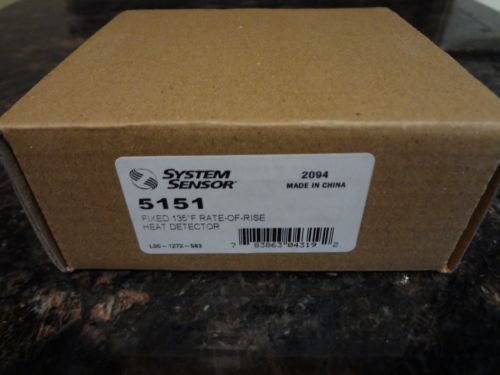 SYSTEM
SENSOR
2094
MADE IN CHINA
5151
FIXED 135°F RATE-OF-RISE
HEAT DETECTOR
L00-1272-583
7 83863 04319 2